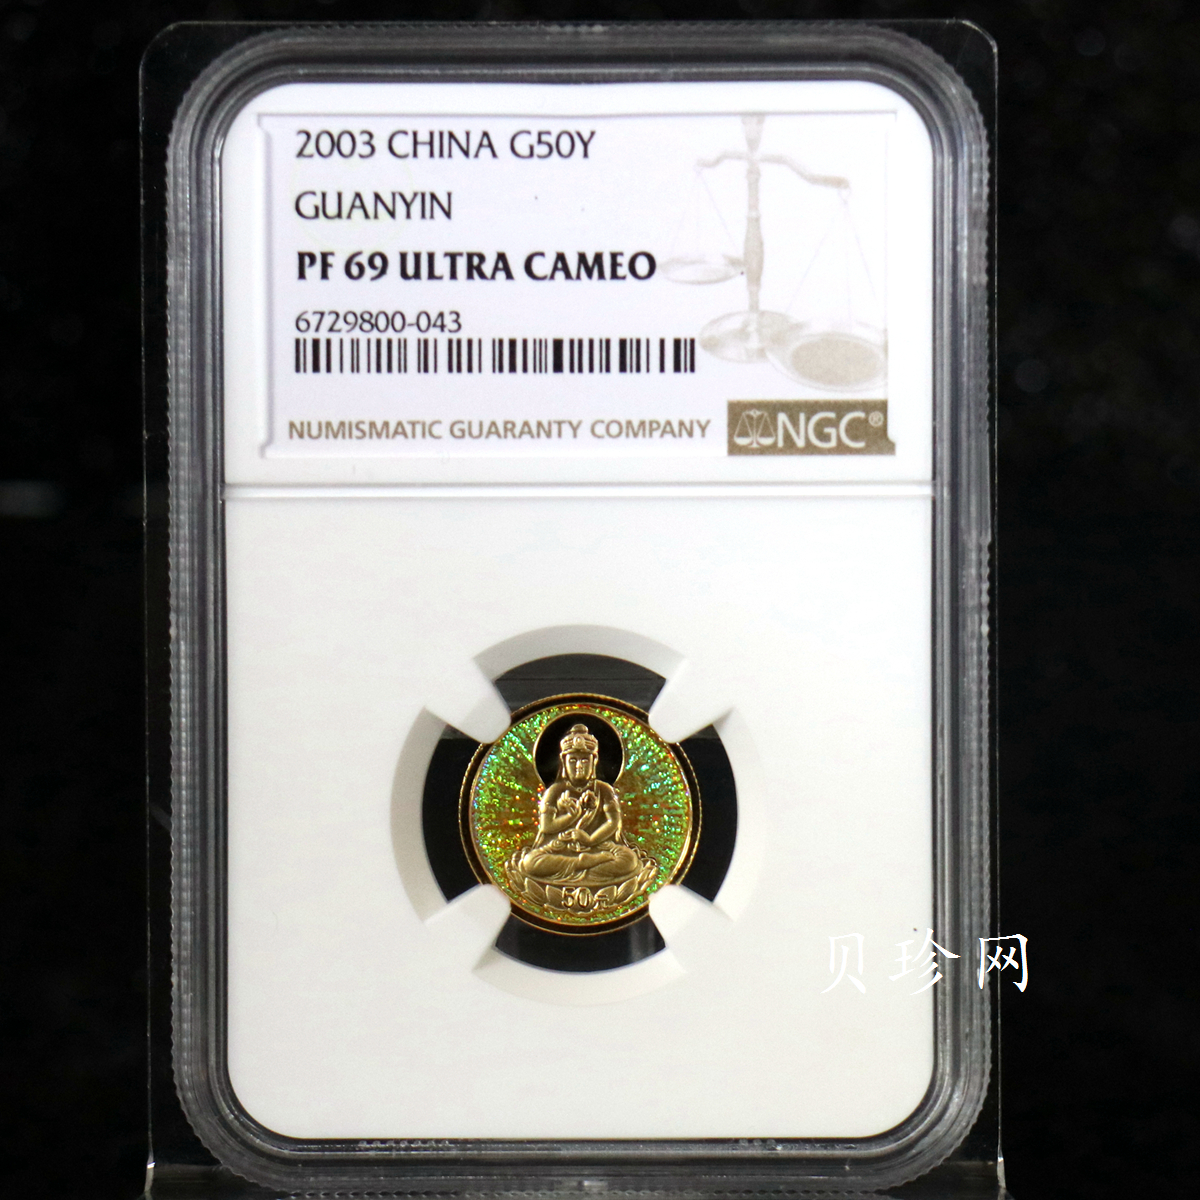 2003 CHINA G50Y
GUANYIN
PF 69 ULTRA CAMEO
6729800-043
NUMISMATIC GUARANTY COMPANY
NGC®
50元
贝珍网